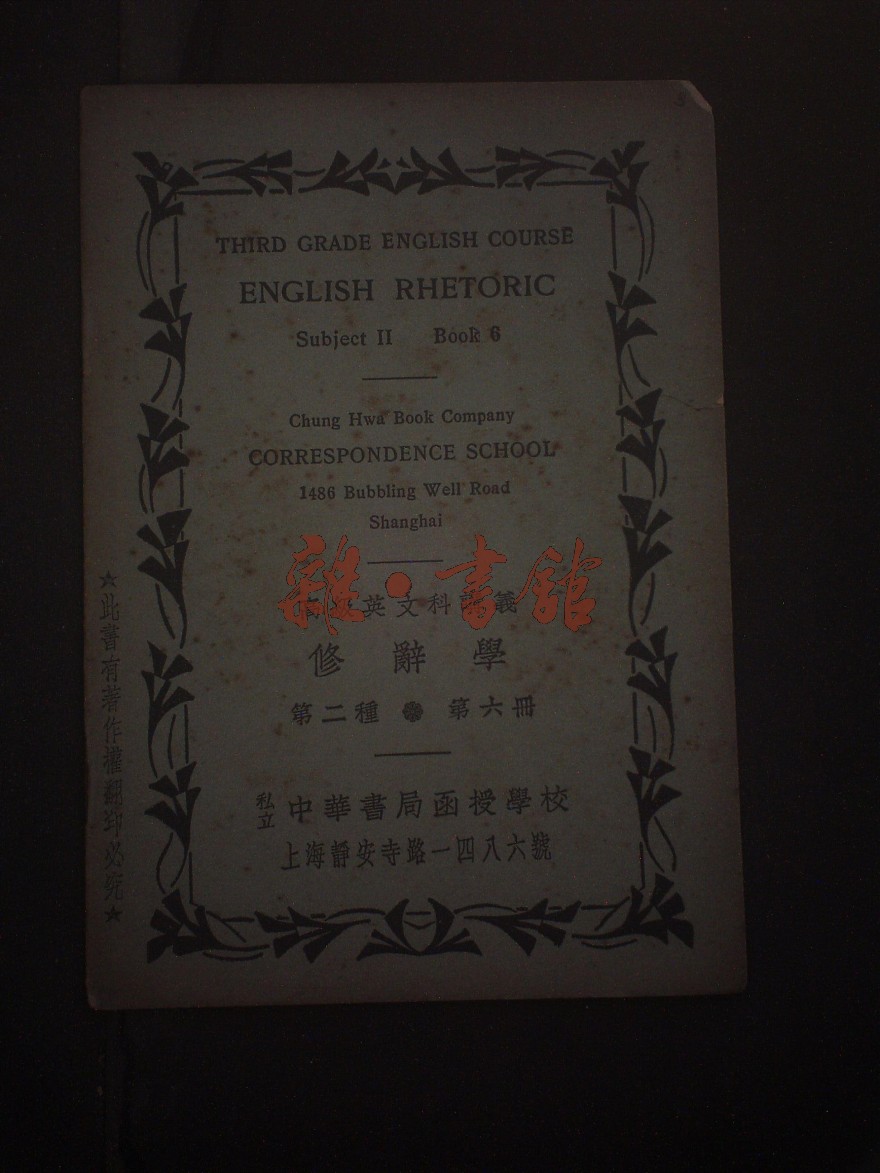 THIRD GRADE ENGLISH COURSE
ENGLISH RHETORIC
Subject II Book 6
Chung Hwa Book Company
CORRESPONDENCE SCHOOL
1486 Bubbling Well Road
Shanghai
雜·書館
高級英文科講義
修辭學
第二種 第六冊
私立 中華書局函授學校
上海靜安寺路一四八六號
★此書有著作權翻印必究★